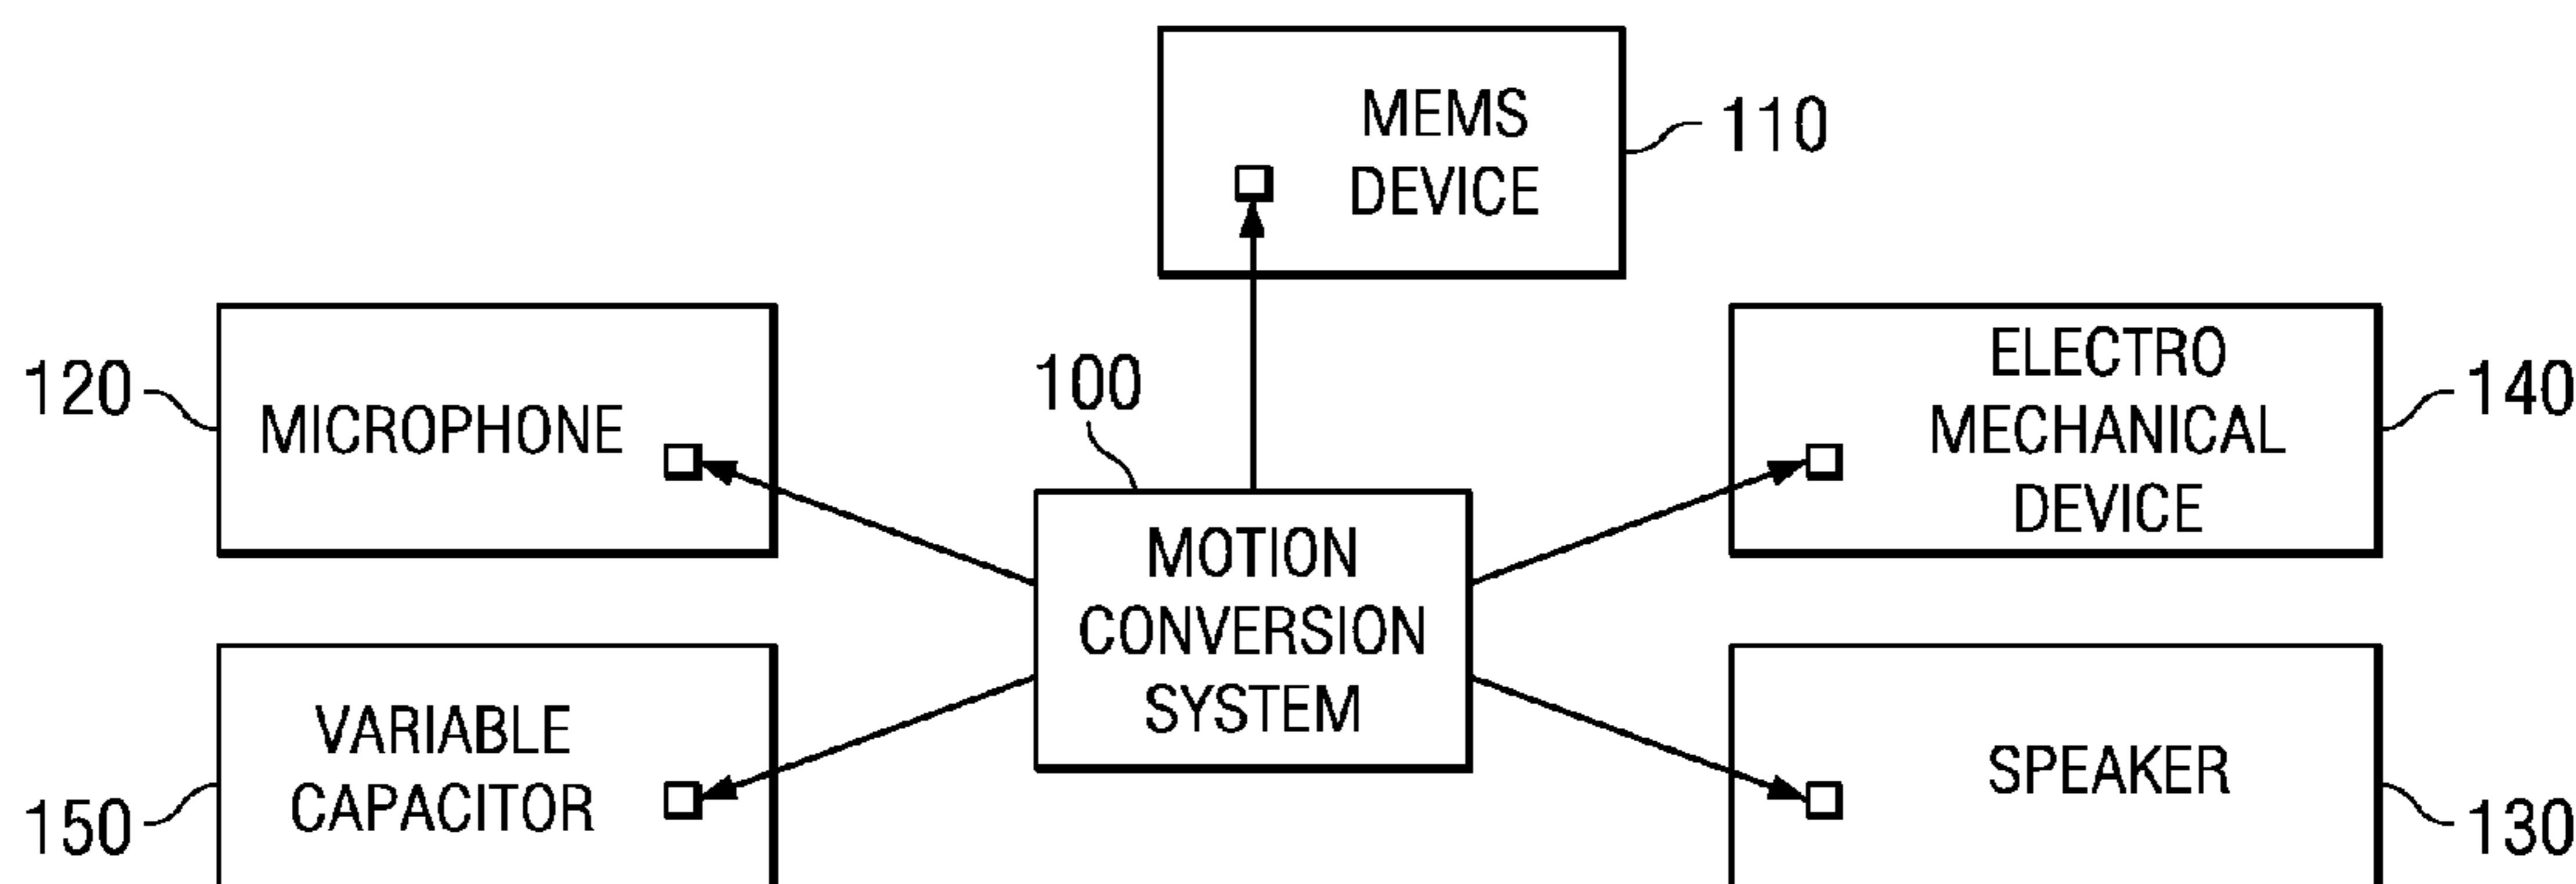 MEMS
DEVICE
110
120
MICROPHONE
100
ELECTRO
MECHANICAL
DEVICE
140
MOTION
CONVERSION
SYSTEM
VARIABLE
CAPACITOR
150
SPEAKER
130